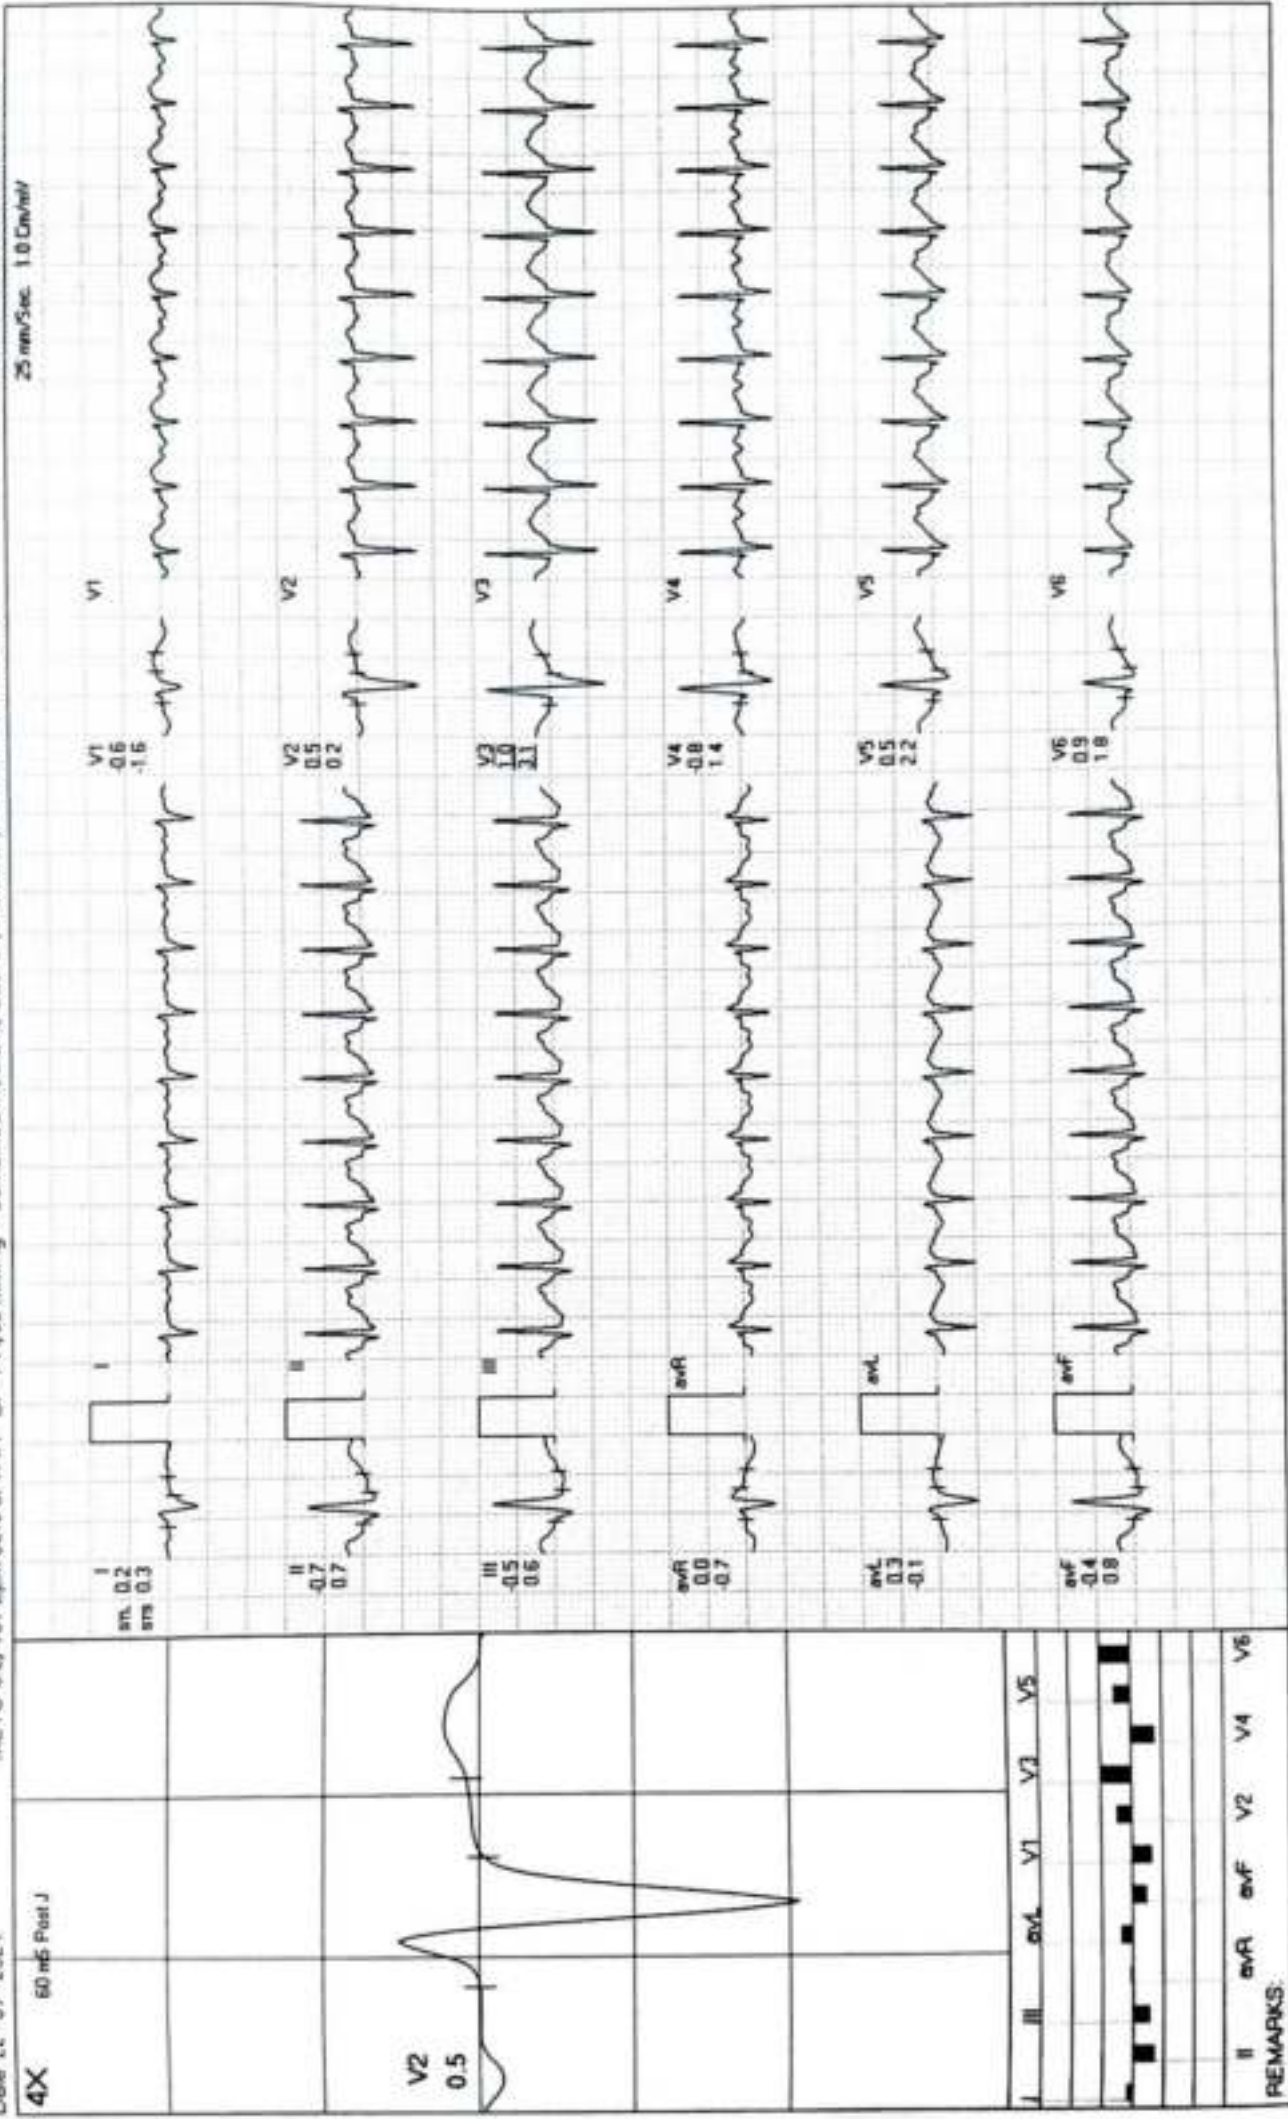 4X
60 mS Post J
25 mm/Sec. 1.0 Cm/mV
V2
0.5
I
STL 0.2
STS 0.3
I
V1
-0.6
-1.6
V1
II
-0.7
0.7
II
V2
0.5
0.2
V2
III
-0.5
0.6
III
V3
1.0
3.1
V3
avR
0.0
-0.7
avR
V4
-0.8
1.4
V4
avL
0.3
-0.1
avL
V5
0.5
2.2
V5
avF
-0.4
0.8
avF
V6
0.9
1.8
V6
I III avL V1 V3 V5
II avR avF V2 V4 V6
REMARKS: